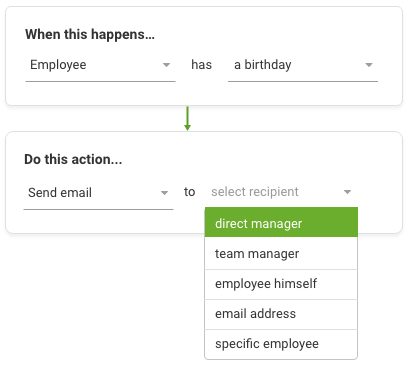 When this happens...
Employee has a birthday
Do this action...
Send email to select recipient
direct manager
team manager
employee himself
email address
specific employee